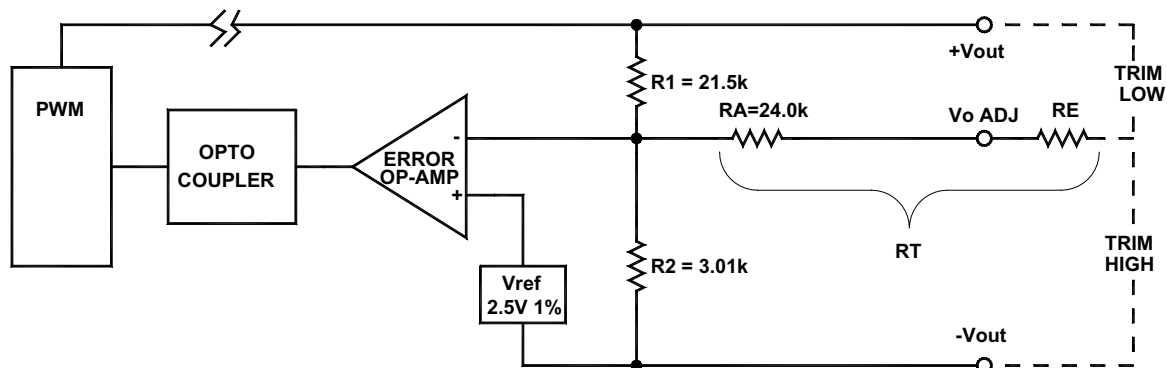 +Vout
PWM
R1 = 21.5k
TRIM
LOW
RA=24.0k
Vo ADJ
RE
OPTO
COUPLER
-
ERROR
OP-AMP
+
RT
TRIM
HIGH
R2 = 3.01k
Vref
2.5V 1%
-Vout